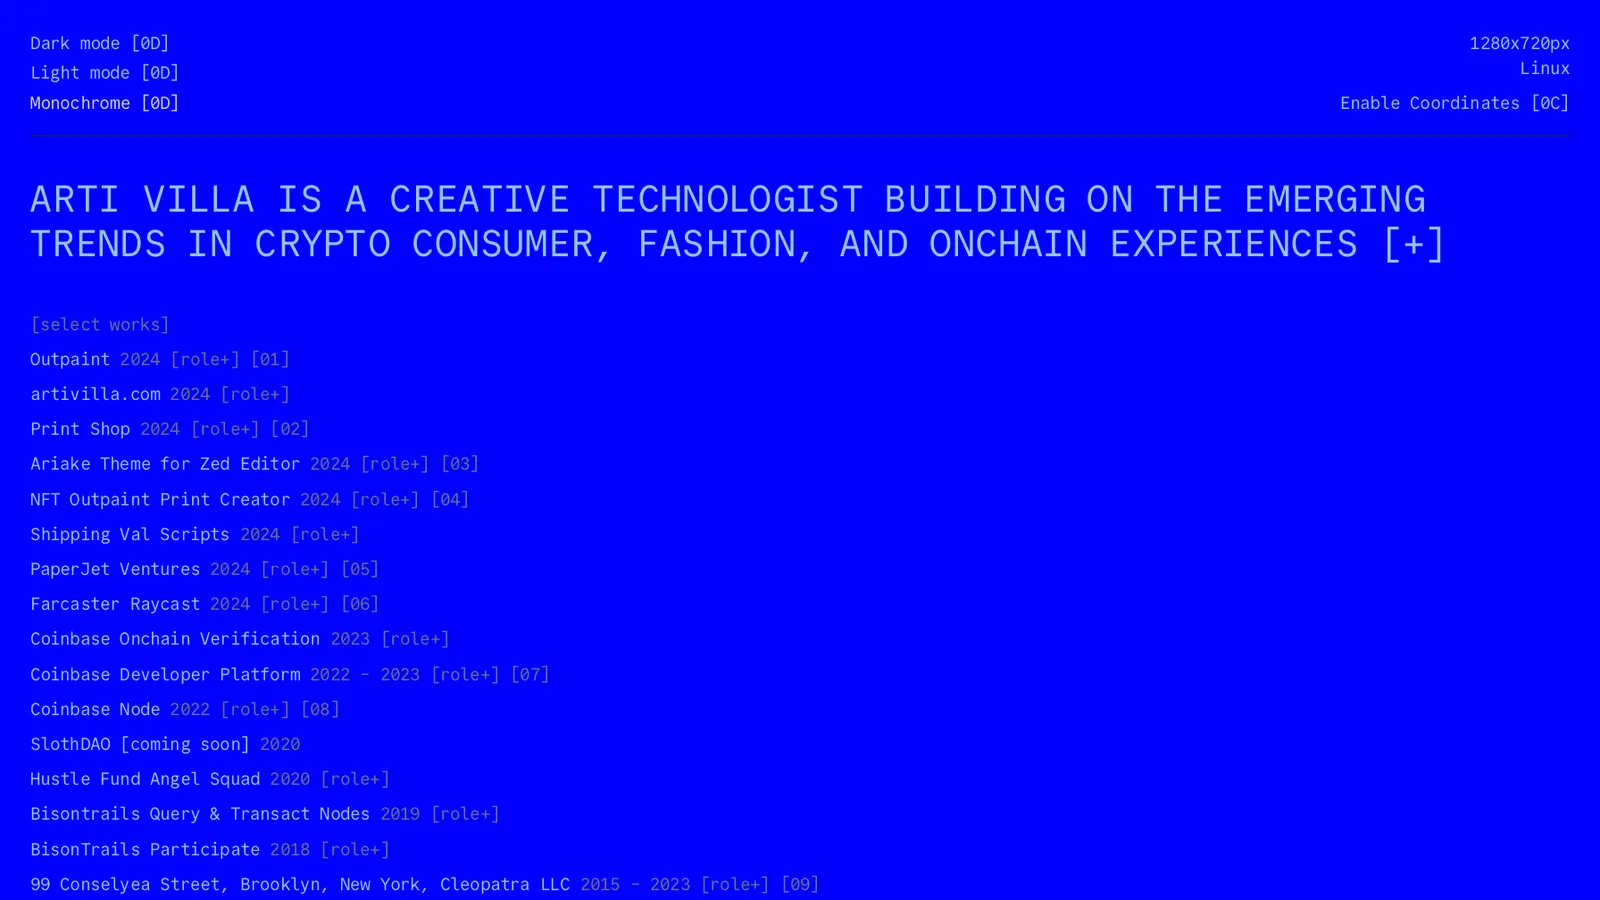 Dark mode [0D]
Light mode [0D]
Monochrome [0D]
1280x720px
Linux
Enable Coordinates [0C]
ARTI VILLA IS A CREATIVE TECHNOLOGIST BUILDING ON THE EMERGING
TRENDS IN CRYPTO CONSUMER, FASHION, AND ONCHAIN EXPERIENCES [+]
[select works]
Outpaint 2024 [role+] [01]
artivilla.com 2024 [role+]
Print Shop 2024 [role+] [02]
Ariake Theme for Zed Editor 2024 [role+] [03]
NFT Outpaint Print Creator 2024 [role+] [04]
Shipping Val Scripts 2024 [role+]
PaperJet Ventures 2024 [role+] [05]
Farcaster Raycast 2024 [role+] [06]
Coinbase Onchain Verification 2023 [role+]
Coinbase Developer Platform 2022 – 2023 [role+] [07]
Coinbase Node 2022 [role+] [08]
SlothDAO [coming soon] 2020
Hustle Fund Angel Squad 2020 [role+]
Bisontrails Query & Transact Nodes 2019 [role+]
BisonTrails Participate 2018 [role+]
99 Conselyea Street, Brooklyn, New York, Cleopatra LLC 2015 – 2023 [role+] [09]